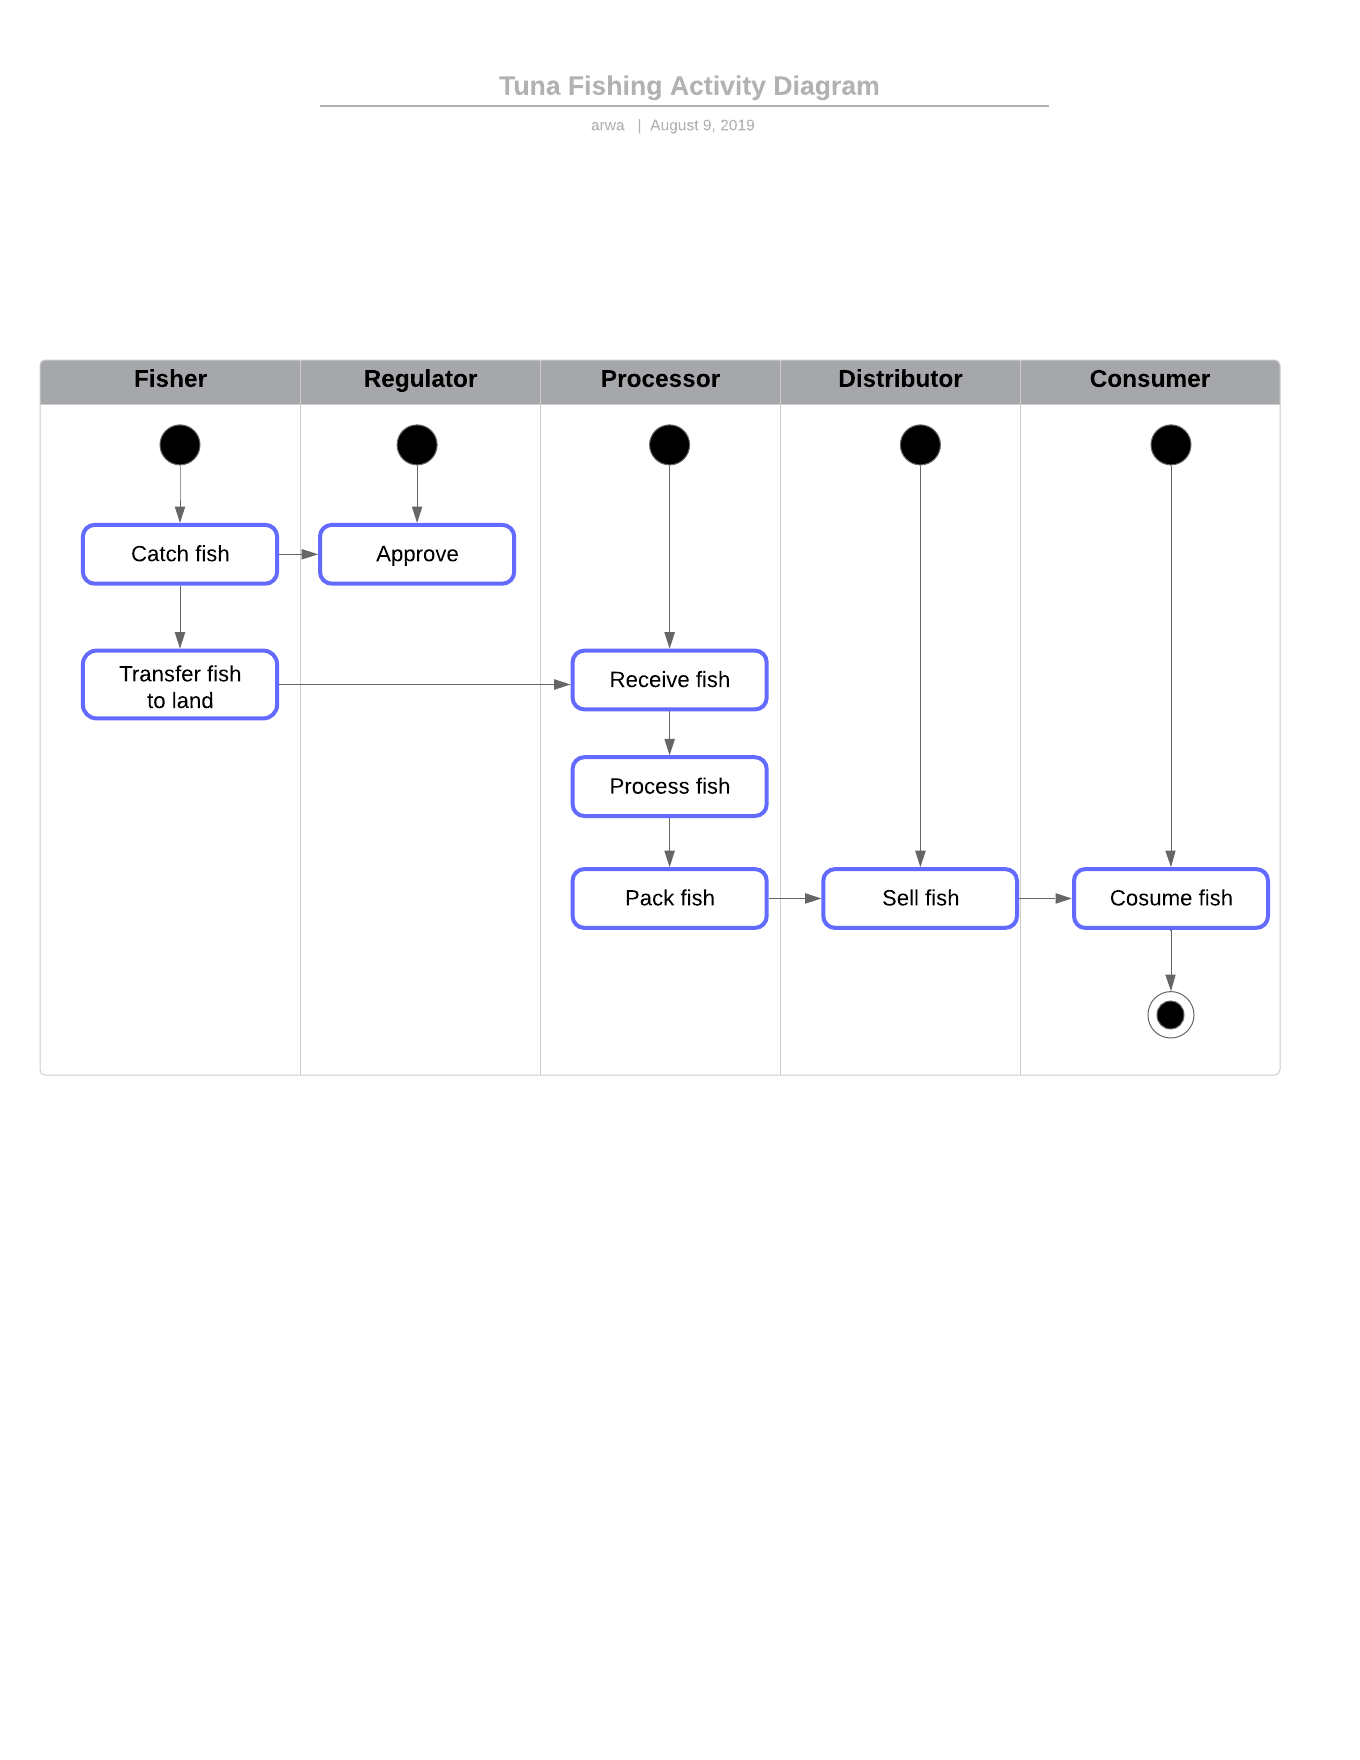 Tuna Fishing Activity Diagram
arwa | August 9, 2019
Fisher
Regulator
Processor
Distributor
Consumer
Catch fish
Approve
Transfer fish
to land
Receive fish
Process fish
Pack fish
Sell fish
Cosume fish